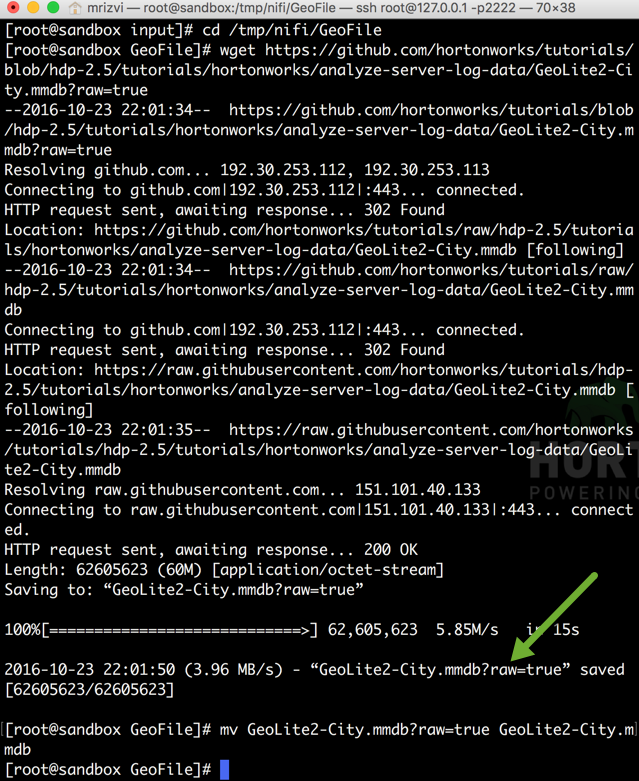 mrizvi — root@sandbox:/tmp/nifi/GeoFile — ssh root@127.0.0.1 -p2222 — 70×38
[root@sandbox input]# cd /tmp/nifi/GeoFile
[root@sandbox GeoFile]# wget https://github.com/hortonworks/tutorials/
blob/hdp-2.5/tutorials/hortonworks/analyze-server-log-data/GeoLite2-Ci
ty.mmdb?raw=true
--2016-10-23 22:01:34--  https://github.com/hortonworks/tutorials/blob
/hdp-2.5/tutorials/hortonworks/analyze-server-log-data/GeoLite2-City.m
mdb?raw=true
Resolving github.com... 192.30.253.112, 192.30.253.113
Connecting to github.com|192.30.253.112|:443... connected.
HTTP request sent, awaiting response... 302 Found
Location: https://github.com/hortonworks/tutorials/raw/hdp-2.5/tutoria
ls/hortonworks/analyze-server-log-data/GeoLite2-City.mmdb [following]
--2016-10-23 22:01:34--  https://github.com/hortonworks/tutorials/raw/
hdp-2.5/tutorials/hortonworks/analyze-server-log-data/GeoLite2-City.mm
db
Connecting to github.com|192.30.253.112|:443... connected.
HTTP request sent, awaiting response... 302 Found
Location: https://raw.githubusercontent.com/hortonworks/tutorials/hdp-
2.5/tutorials/hortonworks/analyze-server-log-data/GeoLite2-City.mmdb [
following]
--2016-10-23 22:01:35--  https://raw.githubusercontent.com/hortonworks
/tutorials/hdp-2.5/tutorials/hortonworks/analyze-server-log-data/GeoLi
te2-City.mmdb
Resolving raw.githubusercontent.com... 151.101.40.133
Connecting to raw.githubusercontent.com|151.101.40.133|:443... connect
ed.
HTTP request sent, awaiting response... 200 OK
Length: 62605623 (60M) [application/octet-stream]
Saving to: “GeoLite2-City.mmdb?raw=true”
100%[============================>] 62,605,623  5.85M/s   in 15s
2016-10-23 22:01:50 (3.96 MB/s) - “GeoLite2-City.mmdb?raw=true” saved
[62605623/62605623]
[root@sandbox GeoFile]# mv GeoLite2-City.mmdb?raw=true GeoLite2-City.m
mdb
[root@sandbox GeoFile]#
HORT
POWERING